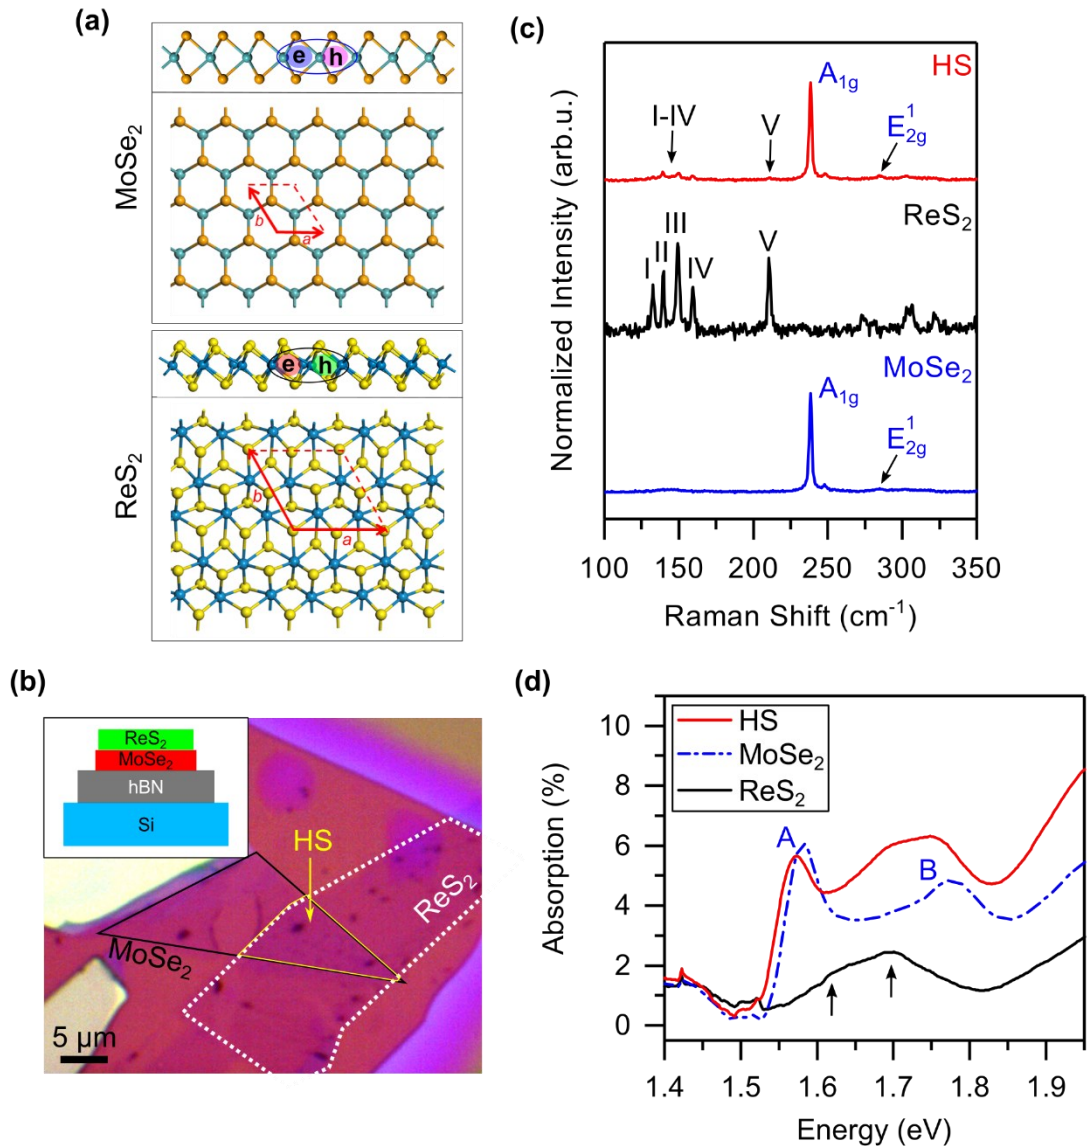 (a)
MoSe₂
e h
b
a
ReS₂
e h
b
a
(b)
ReS₂
MoSe₂
hBN
Si
HS
ReS₂
MoSe₂
5 µm
(c)
Normalized Intensity (arb.u.)
HS
A₁g
I-IV
V
E¹₂g
ReS₂
I
II
III
IV
V
MoSe₂
A₁g
E¹₂g
100 150 200 250 300 350
Raman Shift (cm⁻¹)
(d)
Absorption (%)
10
8
6
4
2
0
HS
MoSe₂
ReS₂
A
B
1.4 1.5 1.6 1.7 1.8 1.9
Energy (eV)